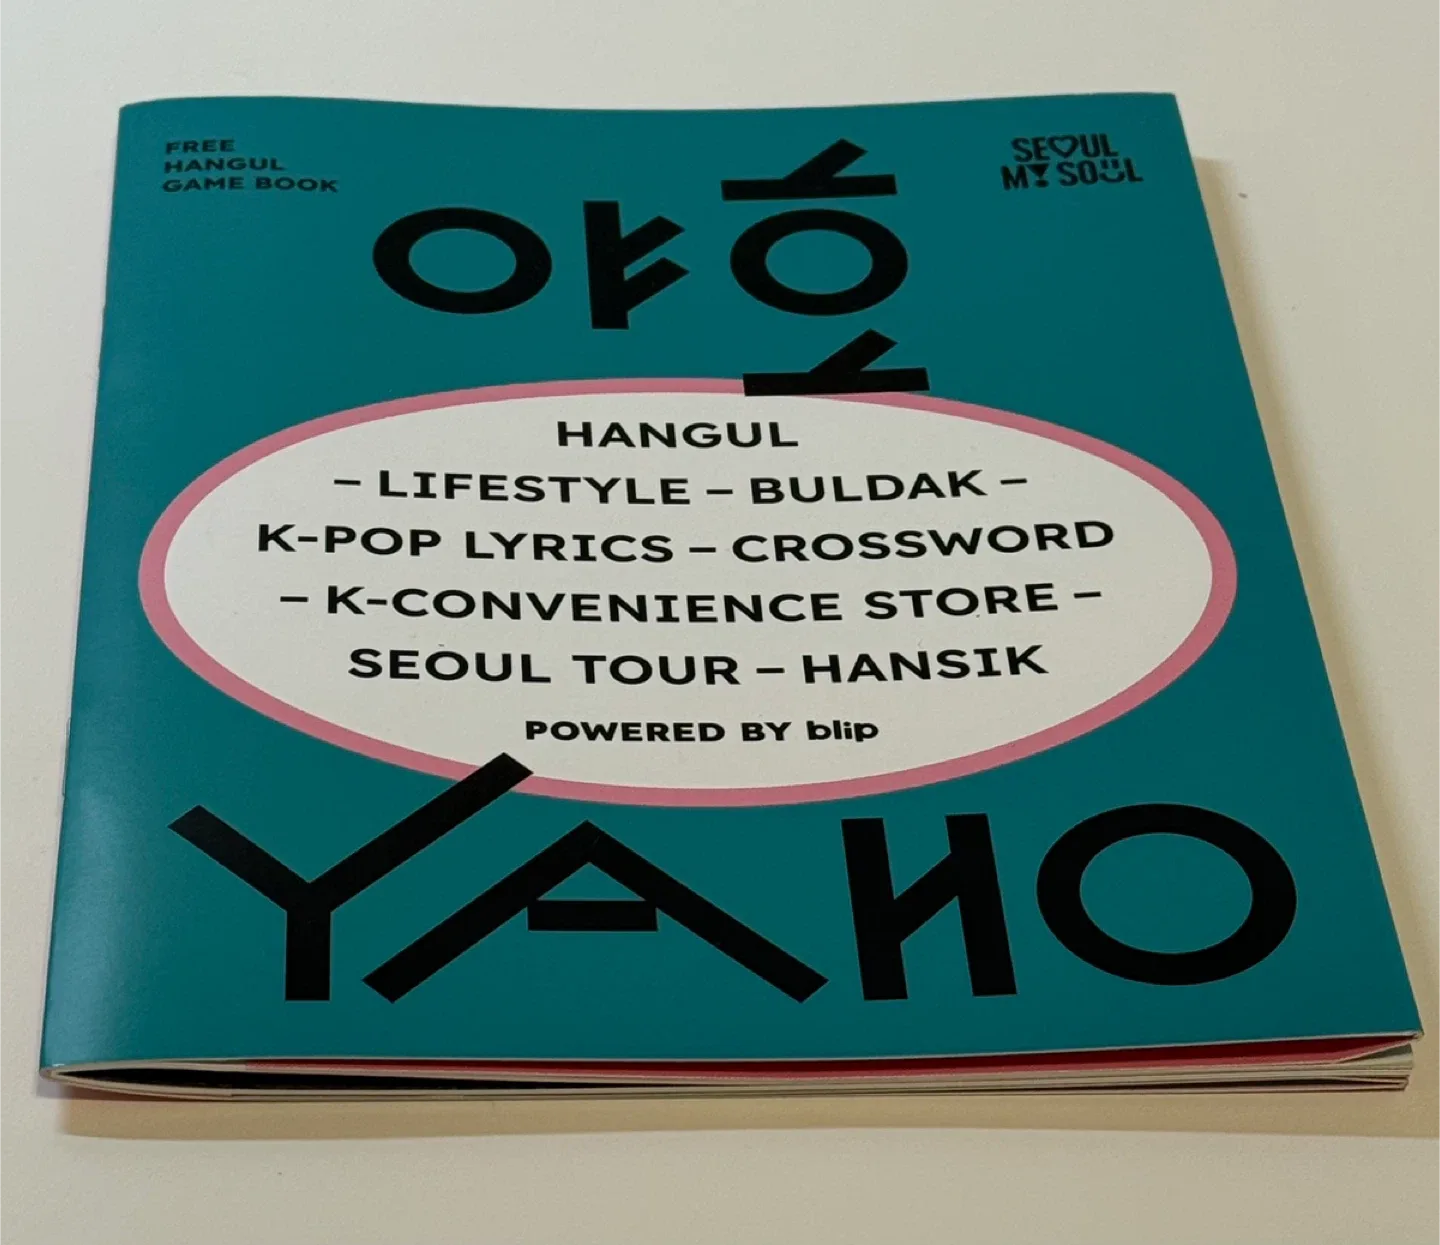 FREE
HANGUL
GAME BOOK
SEOUL
MY SOUL
야호
HANGUL
– LIFESTYLE – BULDAK –
K-POP LYRICS – CROSSWORD
– K-CONVENIENCE STORE –
SEOUL TOUR – HANSIK
POWERED BY blip
YAHO